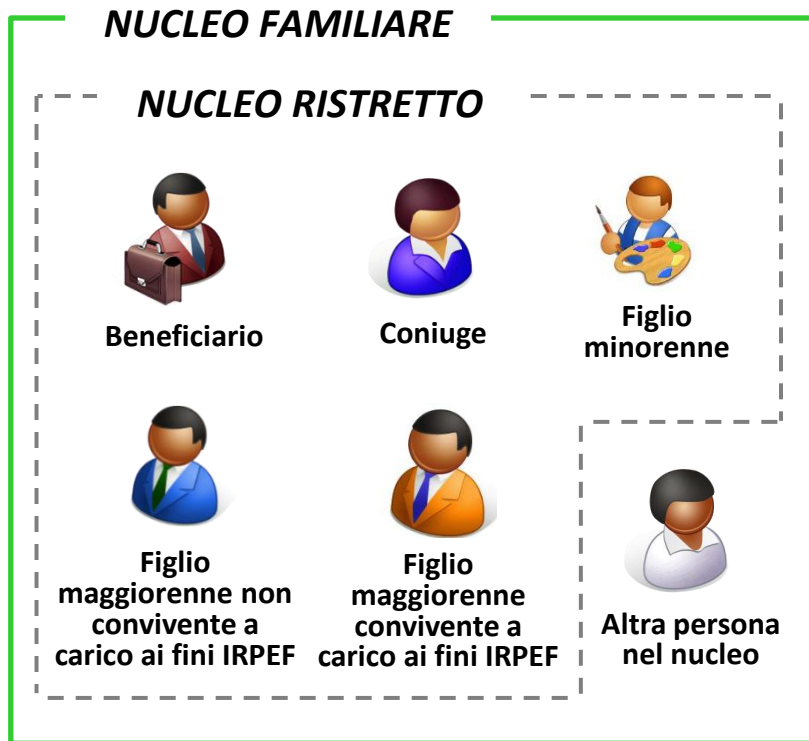 NUCLEO FAMILIARE
NUCLEO RISTRETTO
Beneficiario
Coniuge
Figlio
minorenne
Figlio
maggiorenne non
convivente a
carico ai fini IRPEF
Figlio
maggiorenne
convivente a
carico ai fini IRPEF
Altra persona
nel nucleo